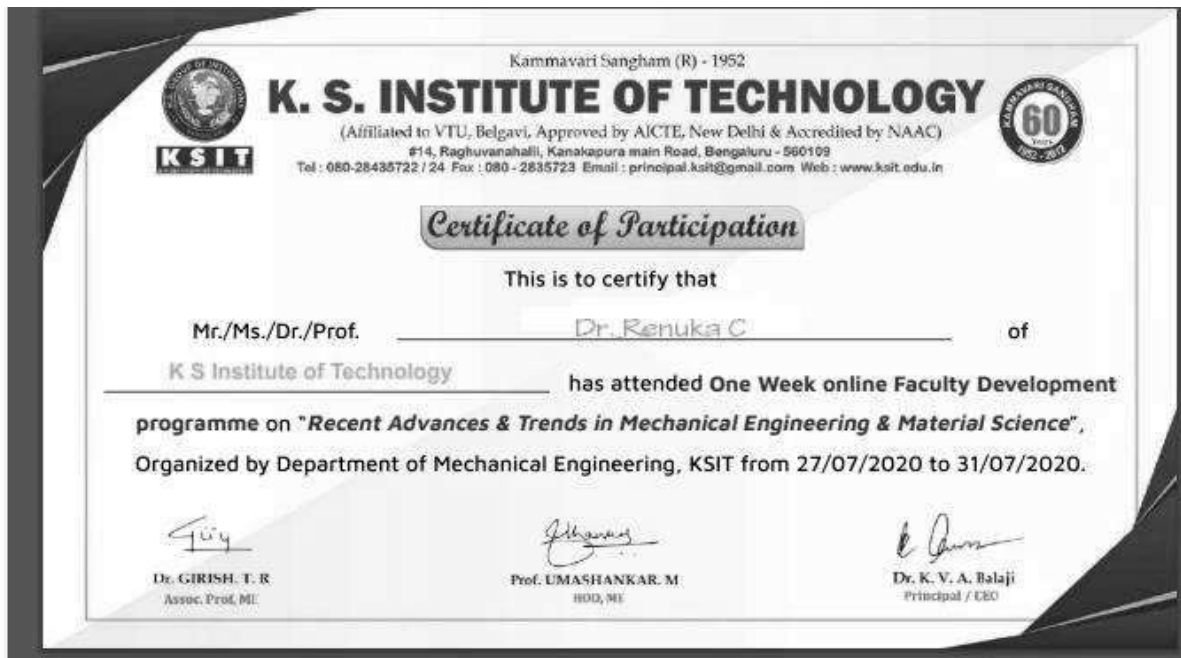 Kammavari Sangham (R) - 1952
K. S. INSTITUTE OF TECHNOLOGY
(Affiliated to VTU, Belgavi, Approved by AICTE, New Delhi & Accredited by NAAC)
#14, Raghuvanahalli, Kanakapura main Road, Bengaluru - 560109
Tel : 080-28435722 / 24 Fax : 080 - 2835723 Email : principal.ksit@gmail.com Web : www.ksit.edu.in
KSIT
KAMMAVARI SANGHAM
60
Years
1952 - 2012
Certificate of Participation
This is to certify that
Mr./Ms./Dr./Prof. Dr. Renuka C of
K S Institute of Technology has attended One Week online Faculty Development
programme on "Recent Advances & Trends in Mechanical Engineering & Material Science",
Organized by Department of Mechanical Engineering, KSIT from 27/07/2020 to 31/07/2020.
Dr. GIRISH. T. R
Assoc. Prof, ME
Prof. UMASHANKAR. M
HOD, ME
Dr. K. V. A. Balaji
Principal / CEO